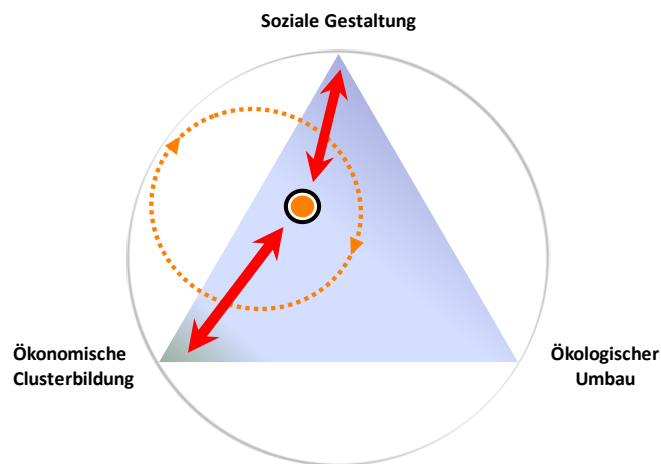 Soziale Gestaltung
Ökonomische
Clusterbildung
Ökologischer
Umbau